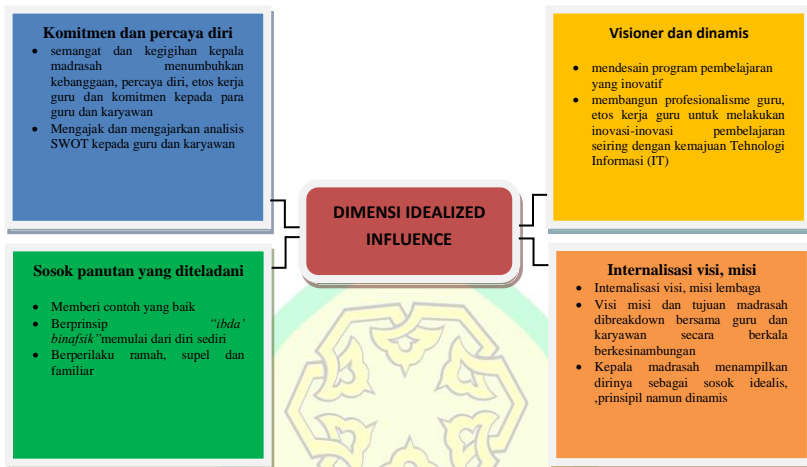 Komitmen dan percaya diri
• semangat dan kegigihan kepala
madrasah menumbuhkan
kebanggaan, percaya diri, etos kerja
guru dan komitmen kepada para
guru dan karyawan
• Mengajak dan mengajarkan analisis
SWOT kepada guru dan karyawan
Visioner dan dinamis
• mendesain program pembelajaran
yang inovatif
• membangun profesionalisme guru,
etos kerja guru untuk melakukan
inovasi-inovasi pembelajaran
seiring dengan kemajuan Tehnologi
Informasi (IT)
DIMENSI IDEALIZED
INFLUENCE
Sosok panutan yang diteladani
• Memberi contoh yang baik
• Berprinsip “ibda’
binafsik”memulai dari diri sediri
• Berperilaku ramah, supel dan
familiar
Internalisasi visi, misi
• Internalisasi visi, misi lembaga
• Visi misi dan tujuan madrasah
dibreakdown bersama guru dan
karyawan secara berkala
berkesinambungan
• Kepala madrasah menampilkan
dirinya sebagai sosok idealis,
,prinsipil namun dinamis